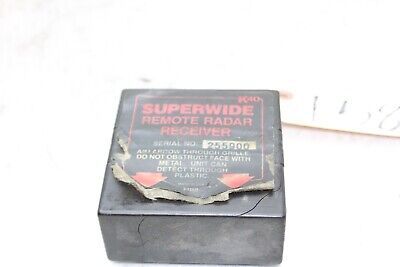 K40
SUPERWIDE
REMOTE RADAR
RECEIVER
SERIAL NO. 255900
AIM ARROW THROUGH GRILLE
DO NOT OBSTRUCT FACE WITH
METAL. UNIT CAN
DETECT THROUGH
PLASTIC.